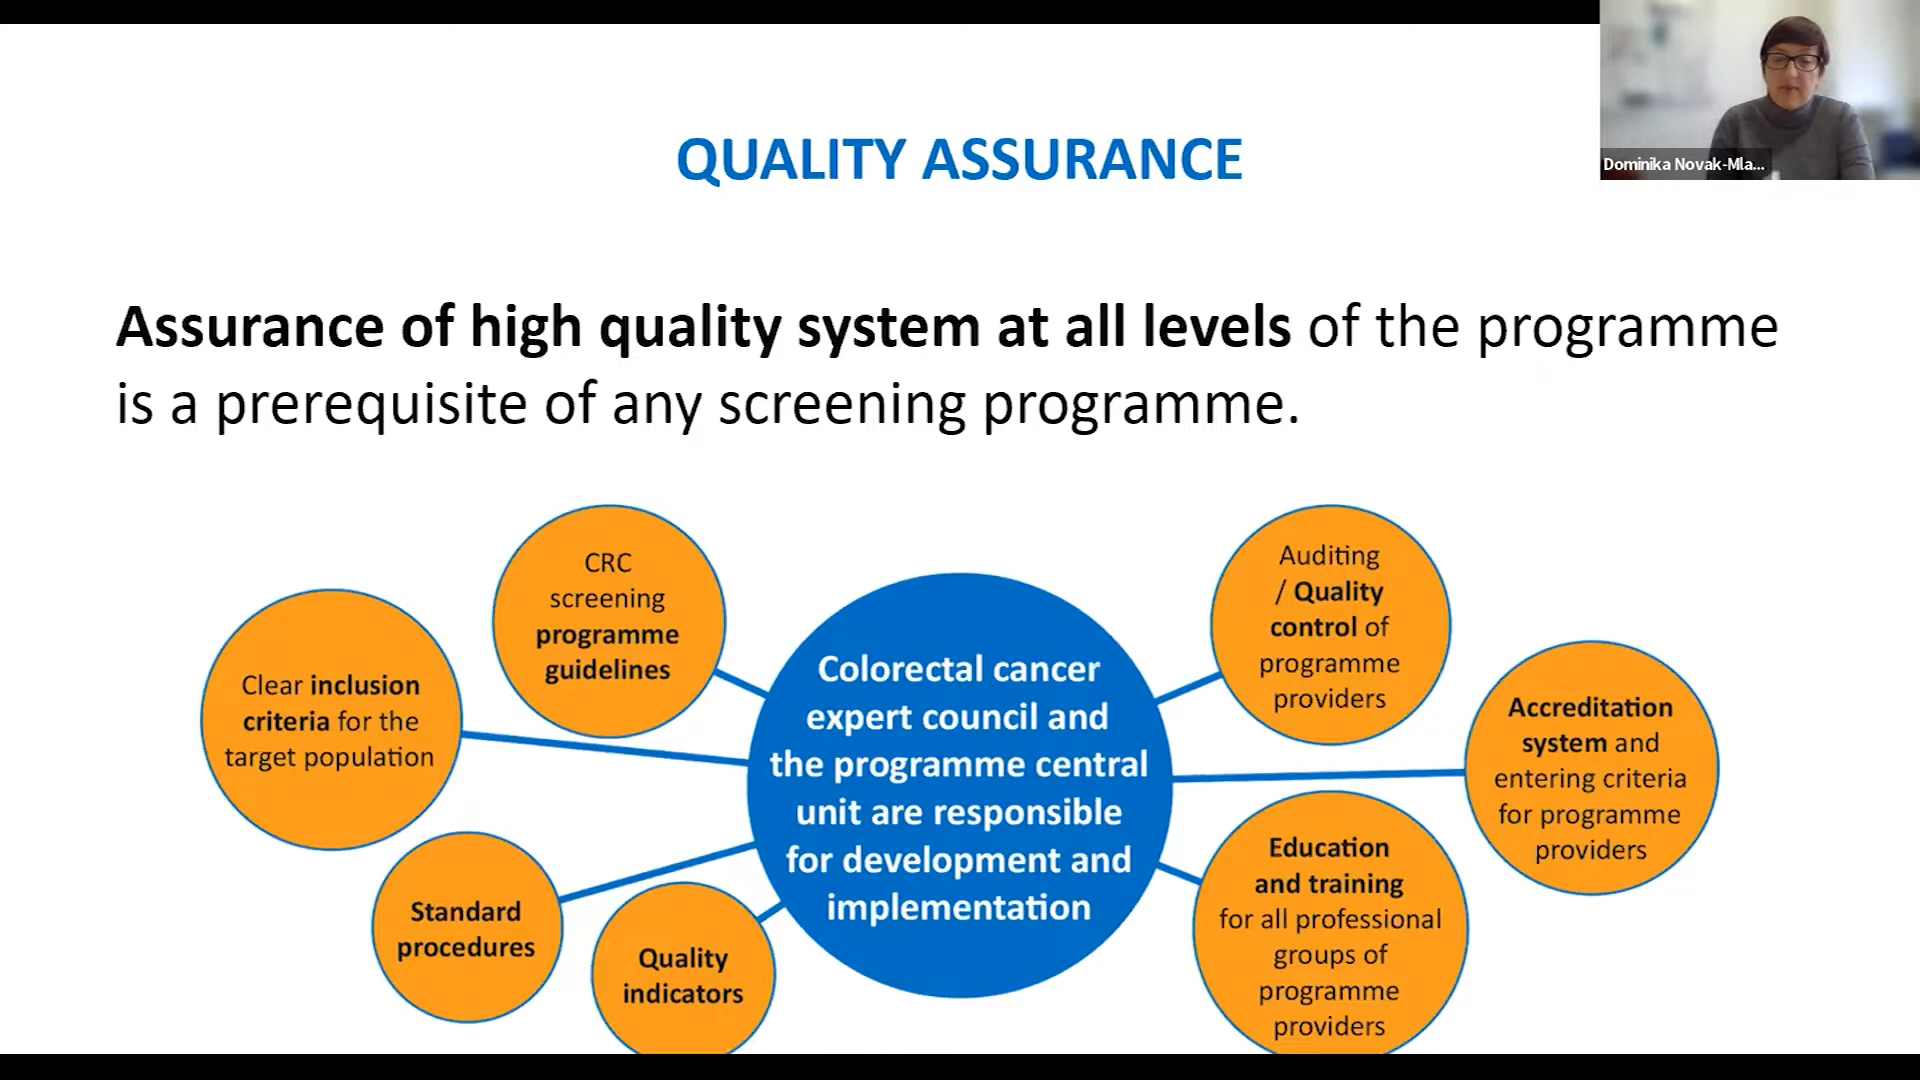 QUALITY ASSURANCE
Dominika Novak-Mla...
Assurance of high quality system at all levels of the programme
is a prerequisite of any screening programme.
CRC
screening
programme
guidelines
Clear inclusion
criteria for the
target population
Standard
procedures
Quality
indicators
Colorectal cancer
expert council and
the programme central
unit are responsible
for development and
implementation
Auditing
/ Quality
control of
programme
providers
Accreditation
system and
entering criteria
for programme
providers
Education
and training
for all professional
groups of
programme
providers